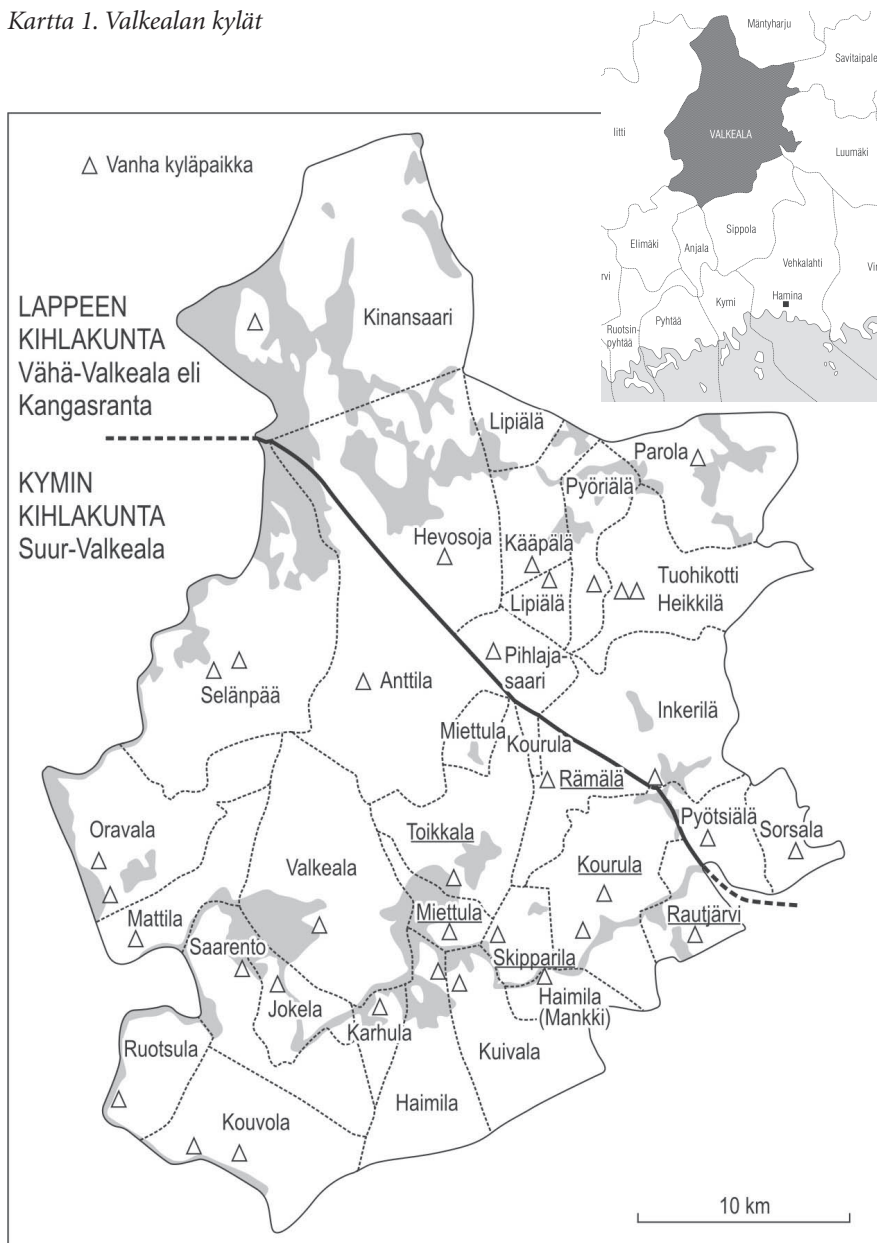 Kartta 1. Valkealan kylät
Mäntyharju
Savitaipale
Iitti
VALKEALA
Luumäki
Elimäki
Anjala
Sippola
Vehkalahti
Vir
rvi
Kymi
Hamina
Pyhtää
Ruotsin-
pyhtää
Vanha kyläpaikka
LAPPEEN
KIHLAKUNTA
Vähä-Valkeala eli
Kangasranta
KYMIN
KIHLAKUNTA
Suur-Valkeala
Kinansaari
Lipiälä
Parola
Pyöriälä
Hevosoja
Kääpälä
Lipiälä
Tuohikotti
Heikkilä
Pihlaja-
saari
Selänpää
Anttila
Inkerilä
Miettula
Kourula
Rämälä
Pyötsiälä
Sorsala
Oravala
Toikkala
Valkeala
Kourula
Mattila
Miettula
Rautjärvi
Saarento
Skipparila
Jokela
Haimila
(Mankki)
Karhula
Ruotsula
Kuivala
Kouvola
Haimila
10 km